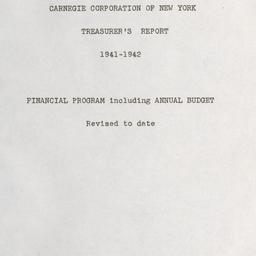 CARNEGIE CORPORATION OF NEW YORK
TREASURER'S REPORT
1941-1942
FINANCIAL PROGRAM including ANNUAL BUDGET
Revised to date